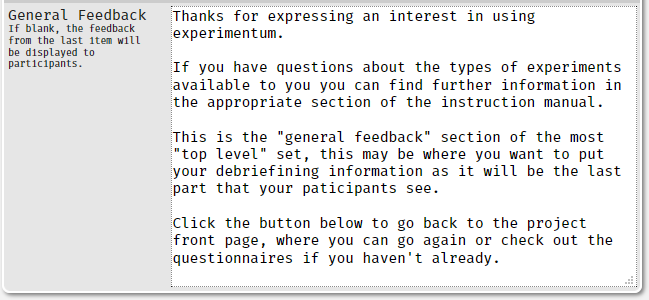 General Feedback
If blank, the feedback
from the last item will
be displayed to
participants.
Thanks for expressing an interest in using
experimentum.
If you have questions about the types of experiments
available to you you can find further information in
the appropriate section of the instruction manual.
This is the "general feedback" section of the most
"top level" set, this may be where you want to put
your debriefining information as it will be the last
part that your paticipants see.
Click the button below to go back to the project
front page, where you can go again or check out the
questionnaires if you haven't already.